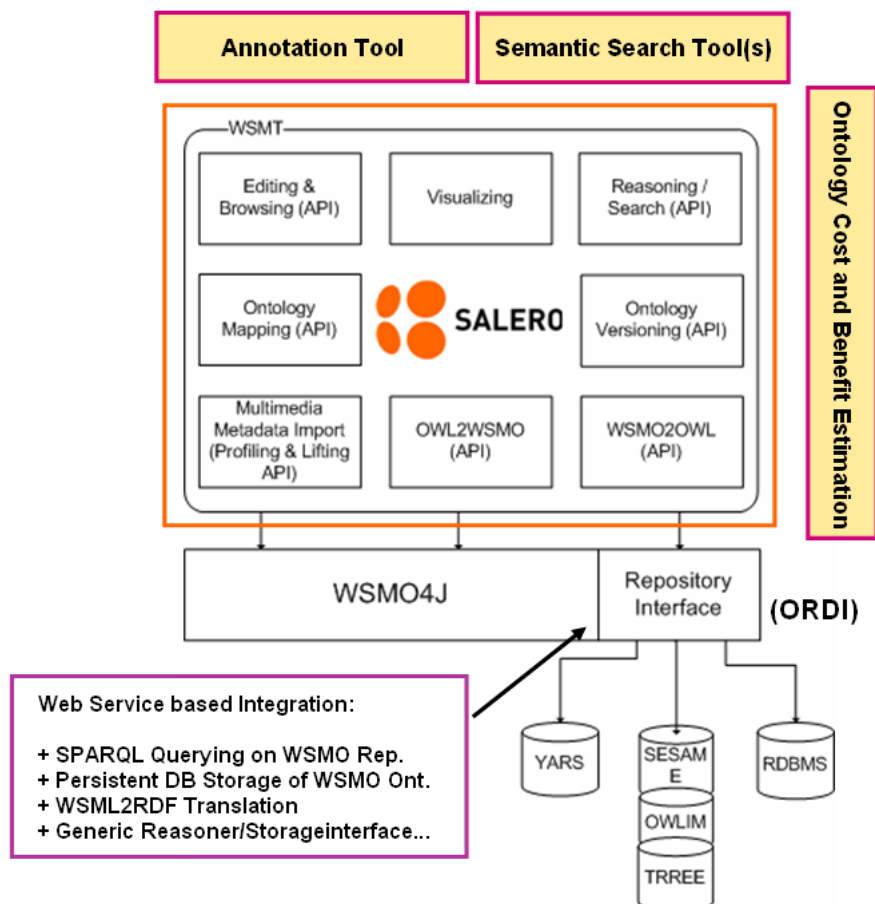 Annotation Tool
Semantic Search Tool(s)
Ontology Cost and Benefit Estimation
WSMT
Editing &
Browsing (API)
Visualizing
Reasoning /
Search (API)
Ontology
Mapping (API)
SALERO
Ontology
Versioning (API)
Multimedia
Metadata Import
(Profiling & Lifting
API)
OWL2WSMO
(API)
WSMO2OWL
(API)
WSMO4J
Repository
Interface
(ORDI)
Web Service based Integration:
+ SPARQL Querying on WSMO Rep.
+ Persistent DB Storage of WSMO Ont.
+ WSML2RDF Translation
+ Generic Reasoner/Storageinterface...
YARS
SESAM
E
OWLIM
TRREE
RDBMS